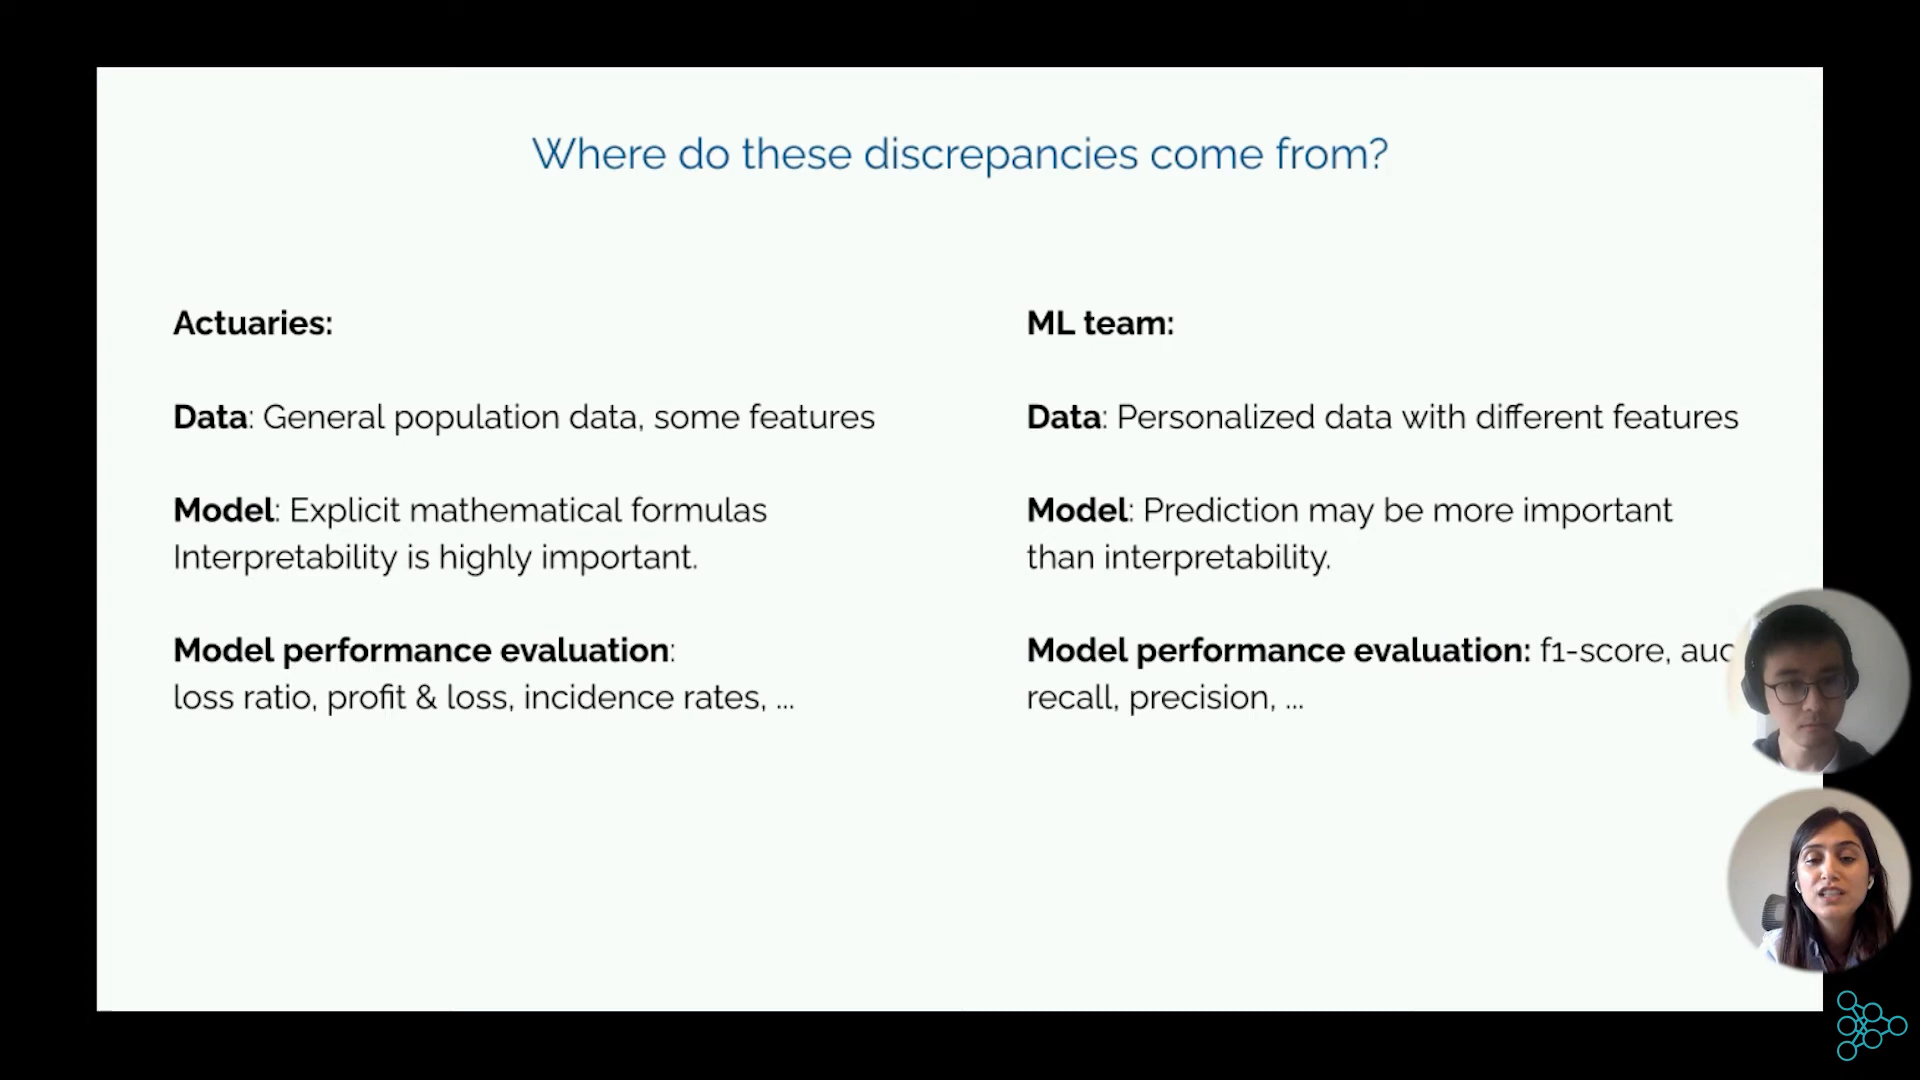 Where do these discrepancies come from?
Actuaries:
Data: General population data, some features
Model: Explicit mathematical formulas
Interpretability is highly important.
Model performance evaluation:
loss ratio, profit & loss, incidence rates, ...
ML team:
Data: Personalized data with different features
Model: Prediction may be more important
than interpretability.
Model performance evaluation: f1-score, auc
recall, precision, ...